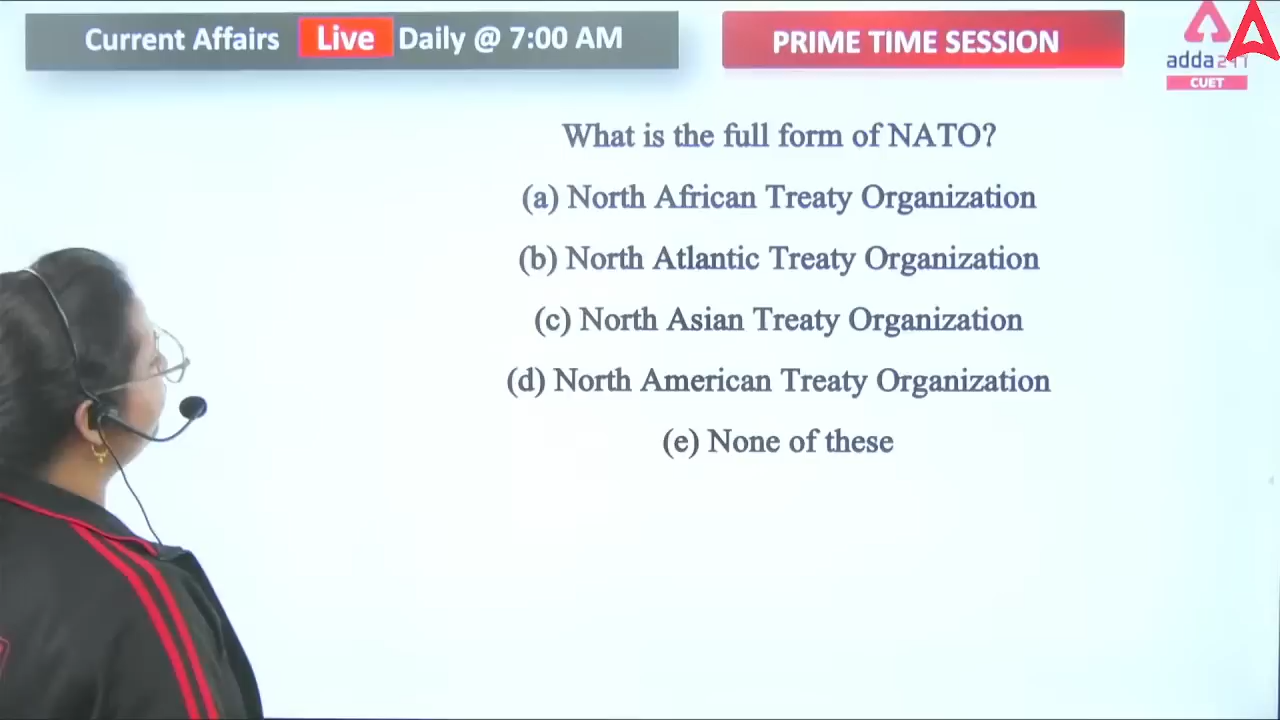 Current Affairs Live Daily @ 7:00 AM
PRIME TIME SESSION
adda247
CUET
What is the full form of NATO?
(a) North African Treaty Organization
(b) North Atlantic Treaty Organization
(c) North Asian Treaty Organization
(d) North American Treaty Organization
(e) None of these